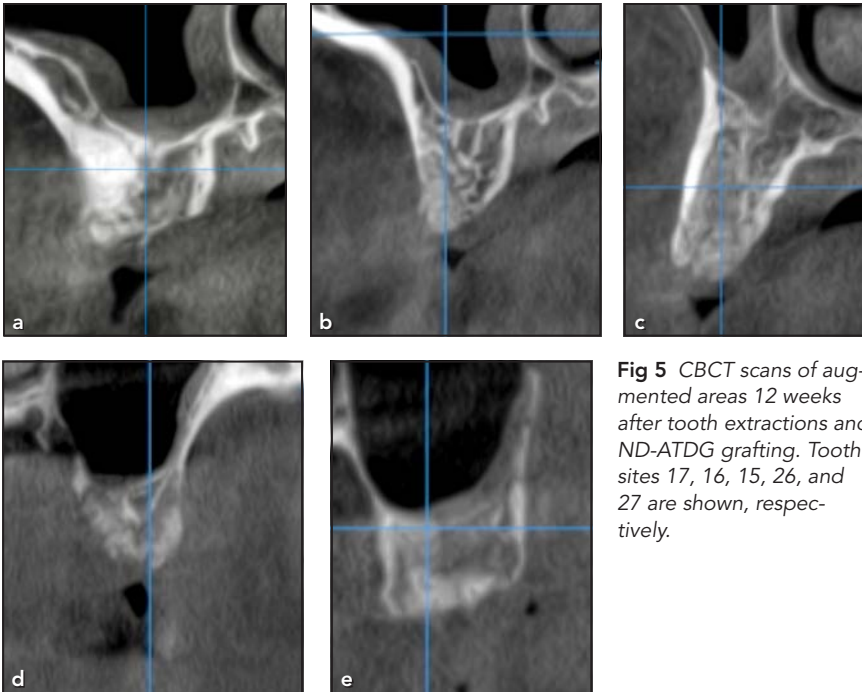 a
b
c
Fig 5 CBCT scans of aug-
mented areas 12 weeks
after tooth extractions and
ND-ATDG grafting. Tooth
sites 17, 16, 15, 26, and
27 are shown, respec-
tively.
d
e